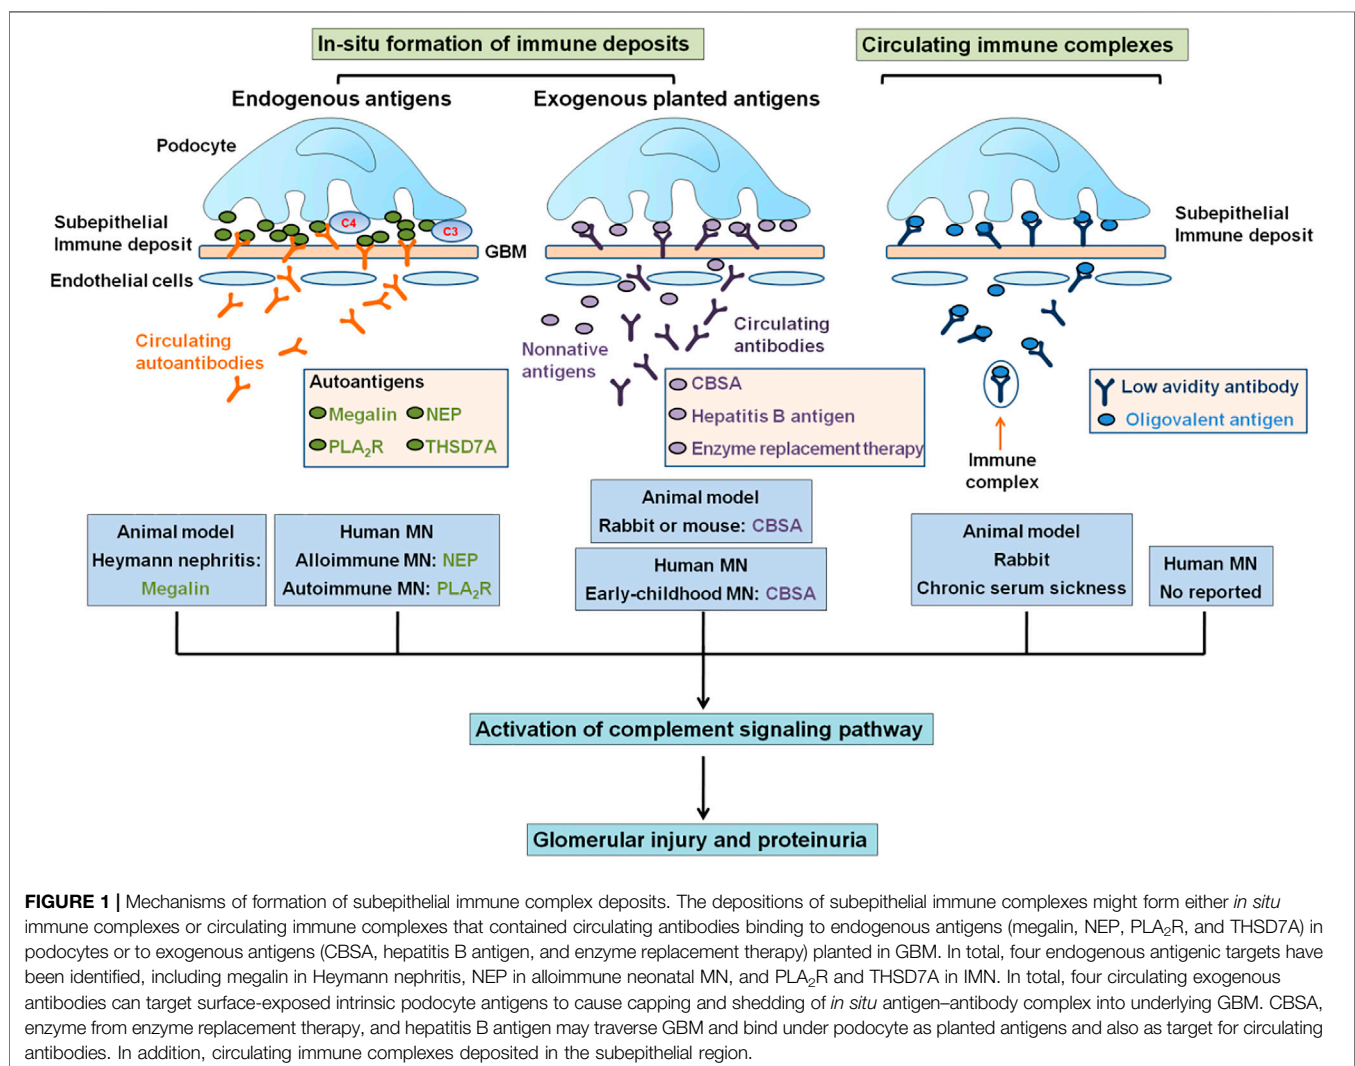 In-situ formation of immune deposits
Circulating immune complexes
Endogenous antigens
Exogenous planted antigens
Podocyte
C4
C3
Subepithelial
Immune deposit
GBM
Endothelial cells
Circulating
autoantibodies
Autoantigens
Megalin NEP
PLA₂R THSD7A
Nonnative
antigens
Circulating
antibodies
CBSA
Hepatitis B antigen
Enzyme replacement therapy
Subepithelial
Immune deposit
Low avidity antibody
Oligovalent antigen
Immune
complex
Animal model
Heymann nephritis:
Megalin
Human MN
Alloimmune MN: NEP
Autoimmune MN: PLA₂R
Animal model
Rabbit or mouse: CBSA
Human MN
Early-childhood MN: CBSA
Animal model
Rabbit
Chronic serum sickness
Human MN
No reported
Activation of complement signaling pathway
Glomerular injury and proteinuria
FIGURE 1 | Mechanisms of formation of subepithelial immune complex deposits. The depositions of subepithelial immune complexes might form either in situ
immune complexes or circulating immune complexes that contained circulating antibodies binding to endogenous antigens (megalin, NEP, PLA₂R, and THSD7A) in
podocytes or to exogenous antigens (CBSA, hepatitis B antigen, and enzyme replacement therapy) planted in GBM. In total, four endogenous antigenic targets have
been identified, including megalin in Heymann nephritis, NEP in alloimmune neonatal MN, and PLA₂R and THSD7A in IMN. In total, four circulating exogenous
antibodies can target surface-exposed intrinsic podocyte antigens to cause capping and shedding of in situ antigen–antibody complex into underlying GBM. CBSA,
enzyme from enzyme replacement therapy, and hepatitis B antigen may traverse GBM and bind under podocyte as planted antigens and also as target for circulating
antibodies. In addition, circulating immune complexes deposited in the subepithelial region.